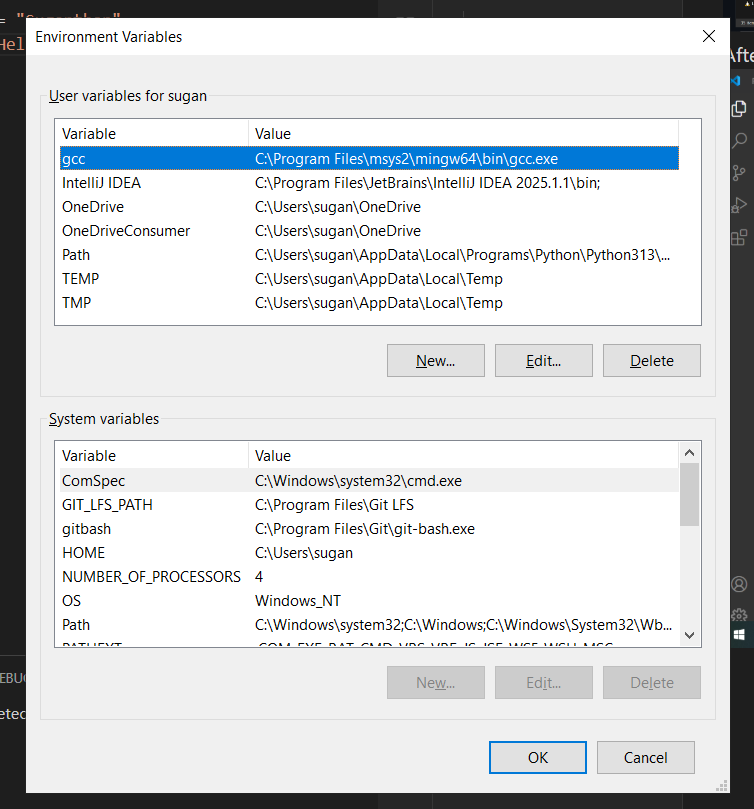 Environment Variables
User variables for sugan
Variable Value
gcc C:\Program Files\msys2\mingw64\bin\gcc.exe
IntelliJ IDEA C:\Program Files\JetBrains\IntelliJ IDEA 2025.1.1\bin;
OneDrive C:\Users\sugan\OneDrive
OneDriveConsumer C:\Users\sugan\OneDrive
Path C:\Users\sugan\AppData\Local\Programs\Python\Python313\...
TEMP C:\Users\sugan\AppData\Local\Temp
TMP C:\Users\sugan\AppData\Local\Temp
New... Edit... Delete
System variables
Variable Value
ComSpec C:\Windows\system32\cmd.exe
GIT_LFS_PATH C:\Program Files\Git LFS
gitbash C:\Program Files\Git\git-bash.exe
HOME C:\Users\sugan
NUMBER_OF_PROCESSORS 4
OS Windows_NT
Path C:\Windows\system32;C:\Windows;C:\Windows\System32\Wb...
New... Edit... Delete
OK Cancel